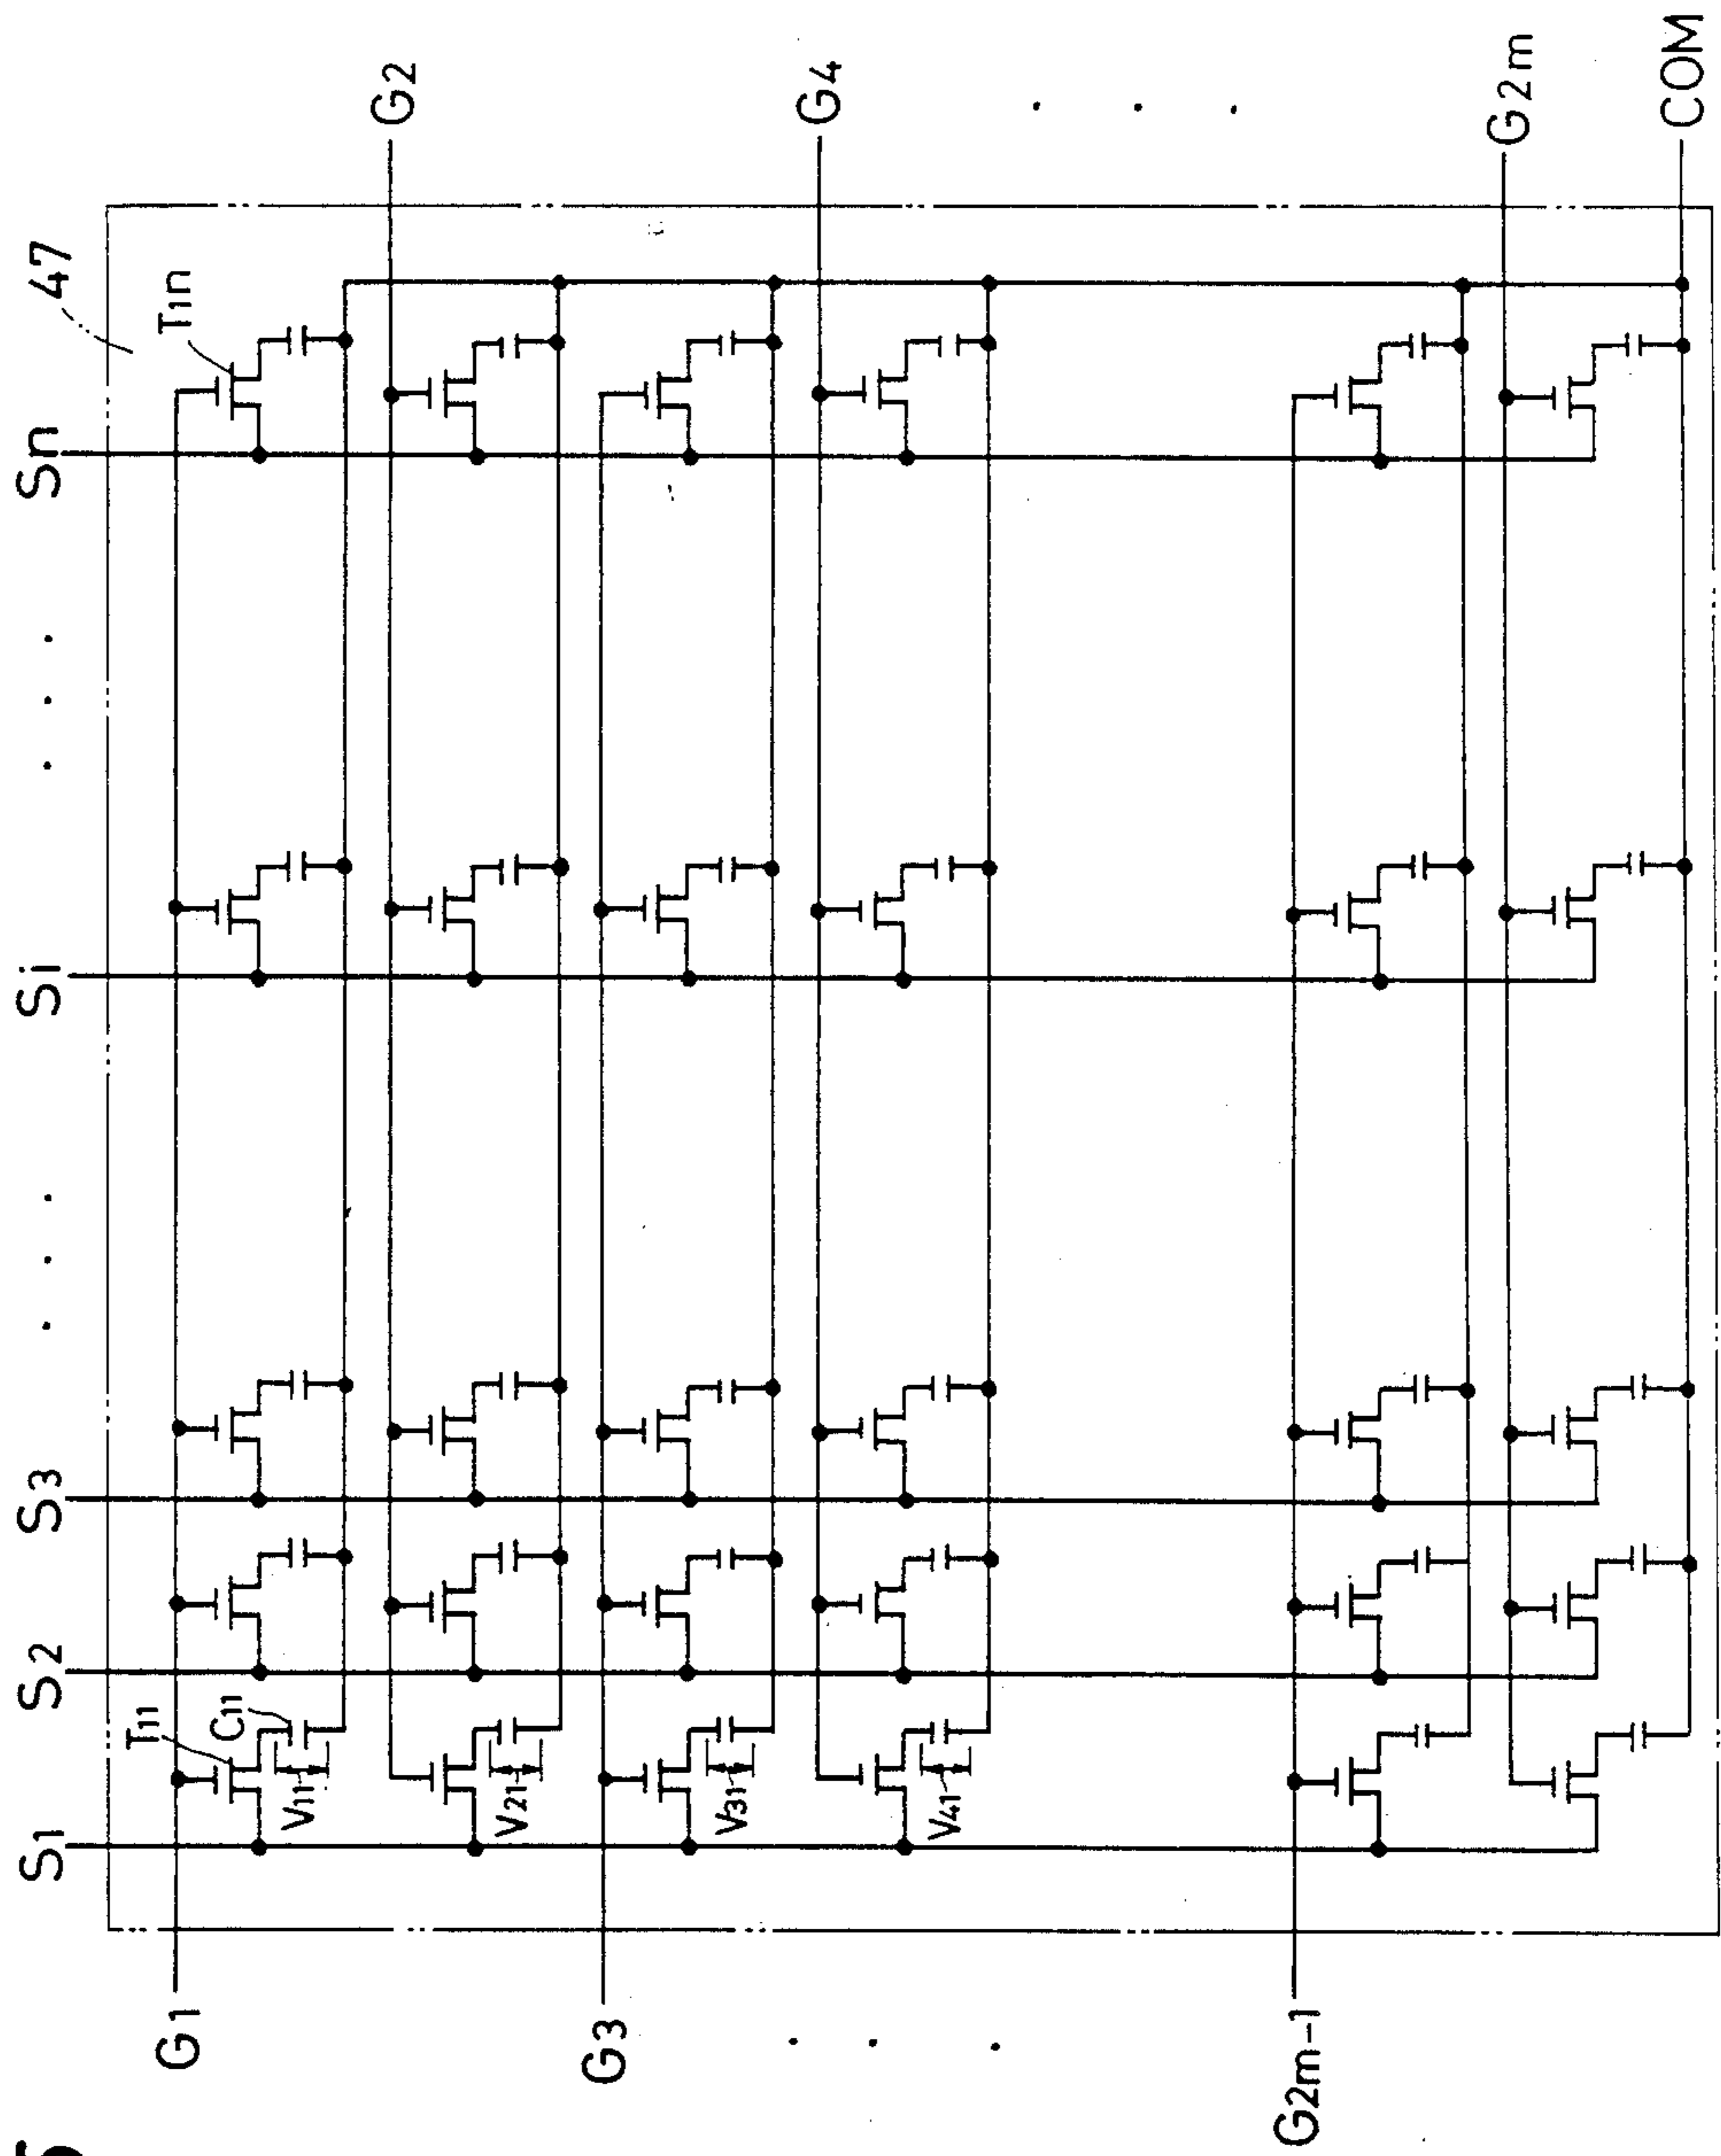 S1 S2 S3 · · · Si · · · Sn
47
G1
T11
C11
V11
T1n
G2
V21
G3
V31
G4
V41
G2m-1
G2m
COM